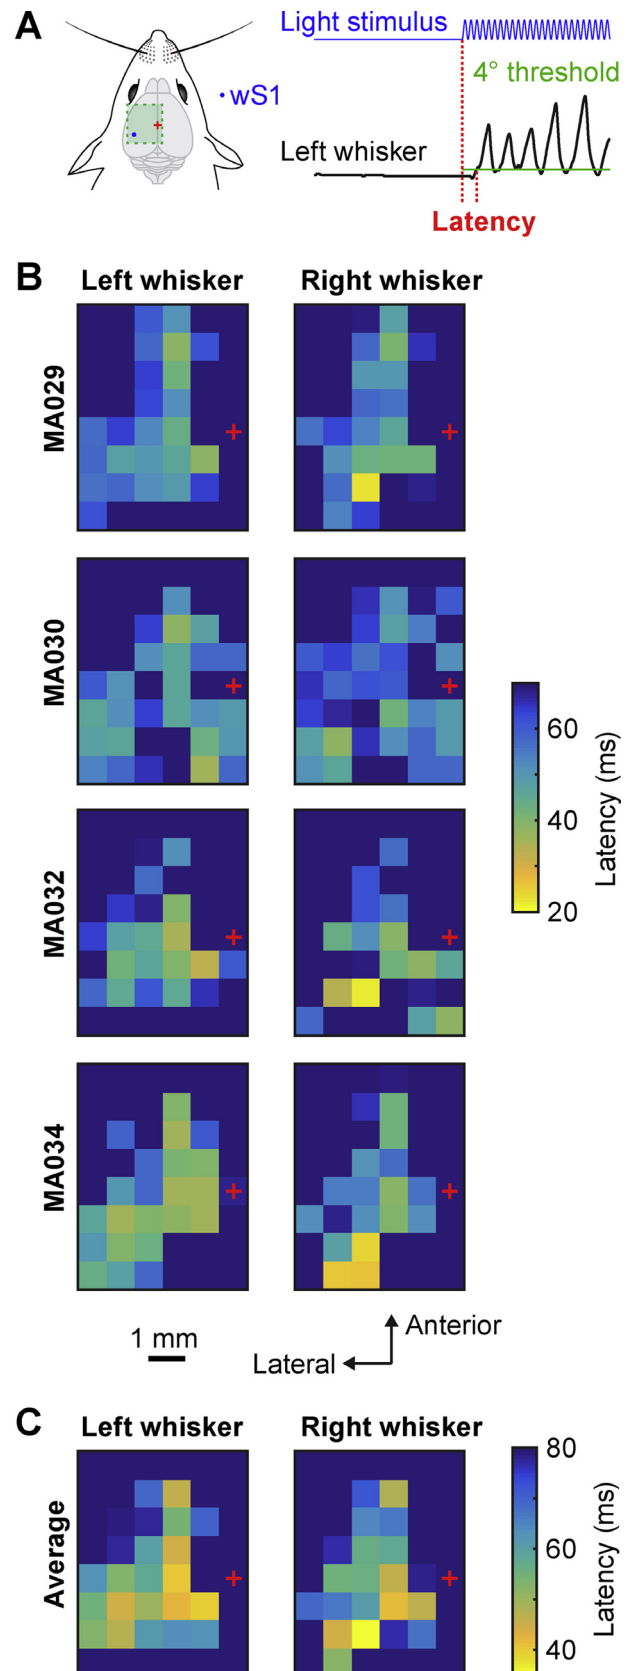 A
Light stimulus
wS1
4° threshold
Left whisker
Latency
B
Left whisker
Right whisker
MA029
MA030
60
40
20
Latency (ms)
MA032
MA034
1 mm
Anterior
Lateral
C
Left whisker
Right whisker
Average
80
60
40
Latency (ms)